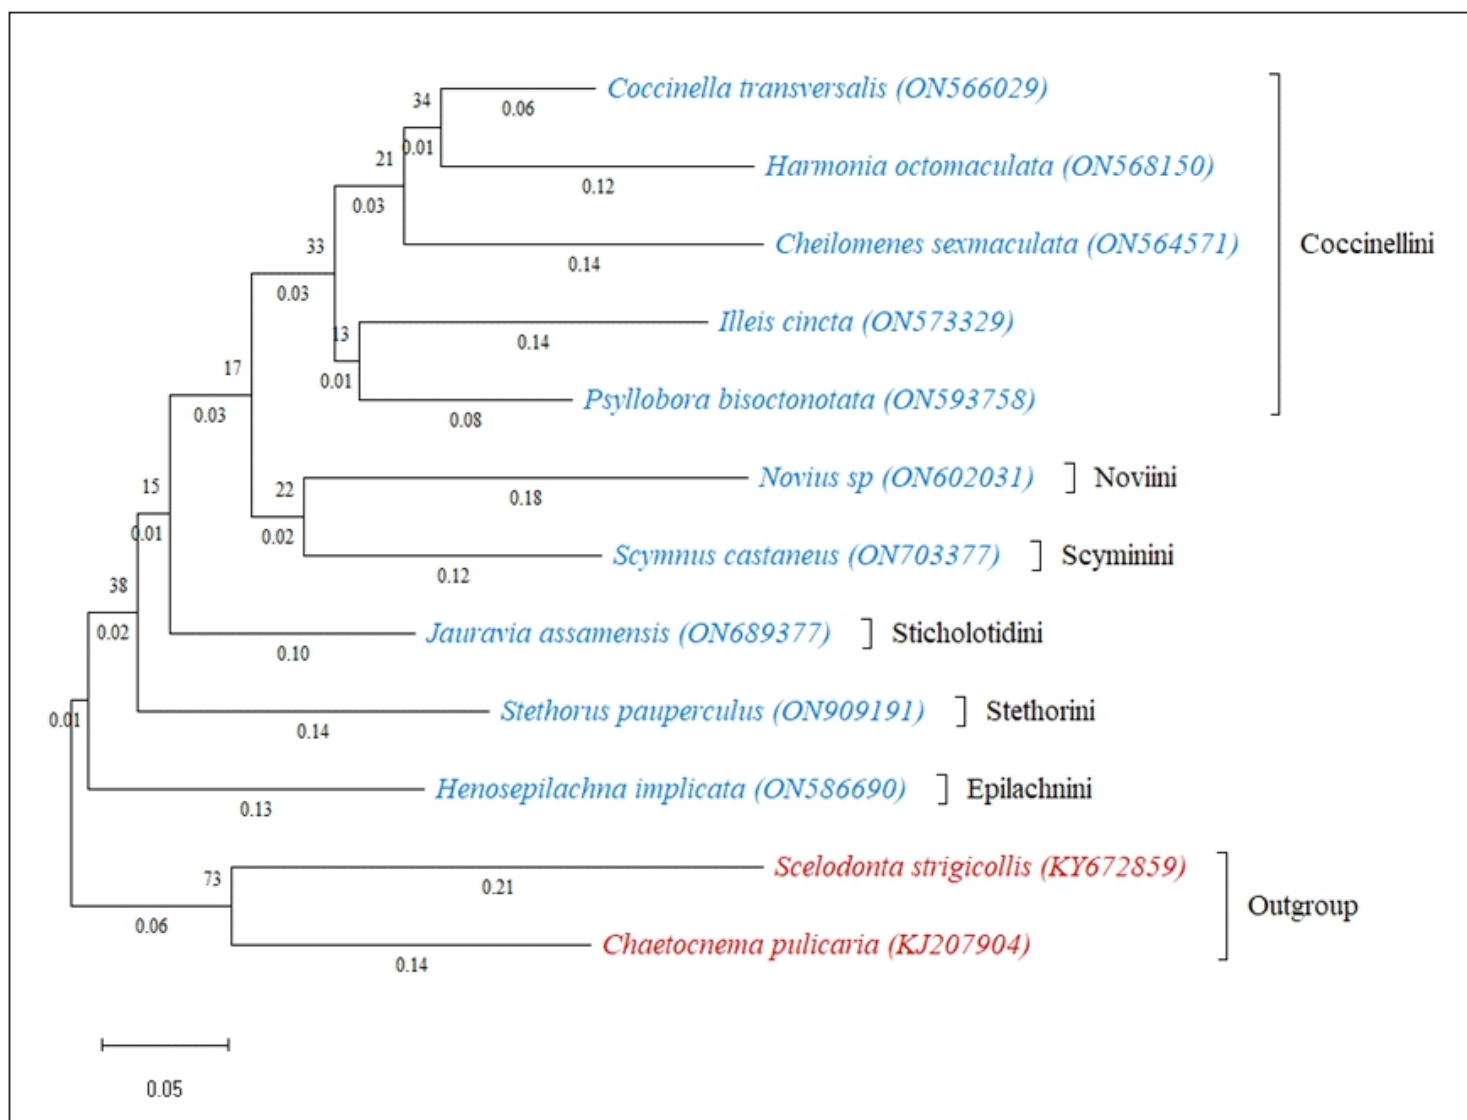 34
Coccinella transversalis (ON566029)
0.06
0.01
21
Harmonia octomaculata (ON568150)
0.12
0.03
33
Cheilomenes sexmaculata (ON564571)
Coccinellini
0.14
0.03
13
Illeis cincta (ON573329)
0.14
0.01
17
Psyllobora bisoctonotata (ON593758)
0.03
0.08
15
22
Novius sp (ON602031)
Noviini
0.18
0.01
0.02
Scymnus castaneus (ON703377)
Scyminini
0.12
38
0.02
Jauravia assamensis (ON689377)
Sticholotidini
0.10
0.01
Stethorus pauperculus (ON909191)
Stethorini
0.14
Henosepilachna implicata (ON586690)
Epilachnini
0.13
73
Scelodonta strigicollis (KY672859)
0.21
Outgroup
0.06
Chaetocnema pulicaria (KJ207904)
0.14
0.05